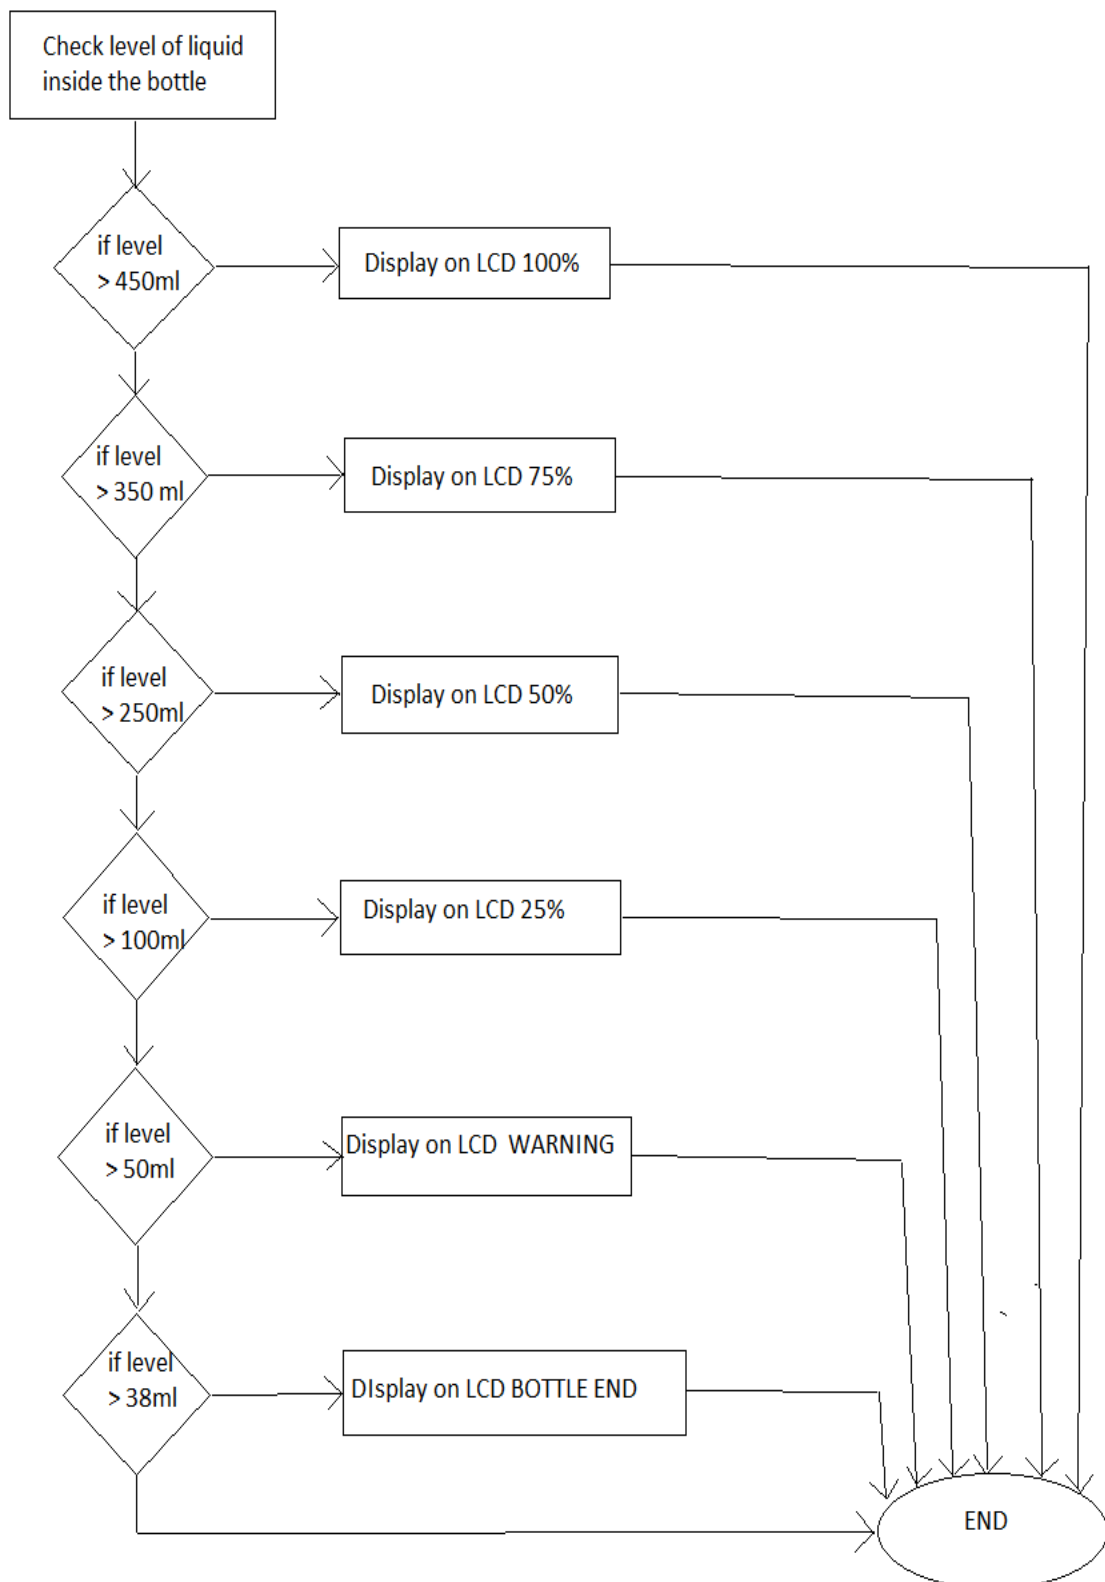 Check level of liquid
inside the bottle
if level
> 450ml
Display on LCD 100%
if level
> 350 ml
Display on LCD 75%
if level
> 250ml
Display on LCD 50%
if level
> 100ml
Display on LCD 25%
if level
> 50ml
Display on LCD  WARNING
if level
> 38ml
DIsplay on LCD BOTTLE END
END